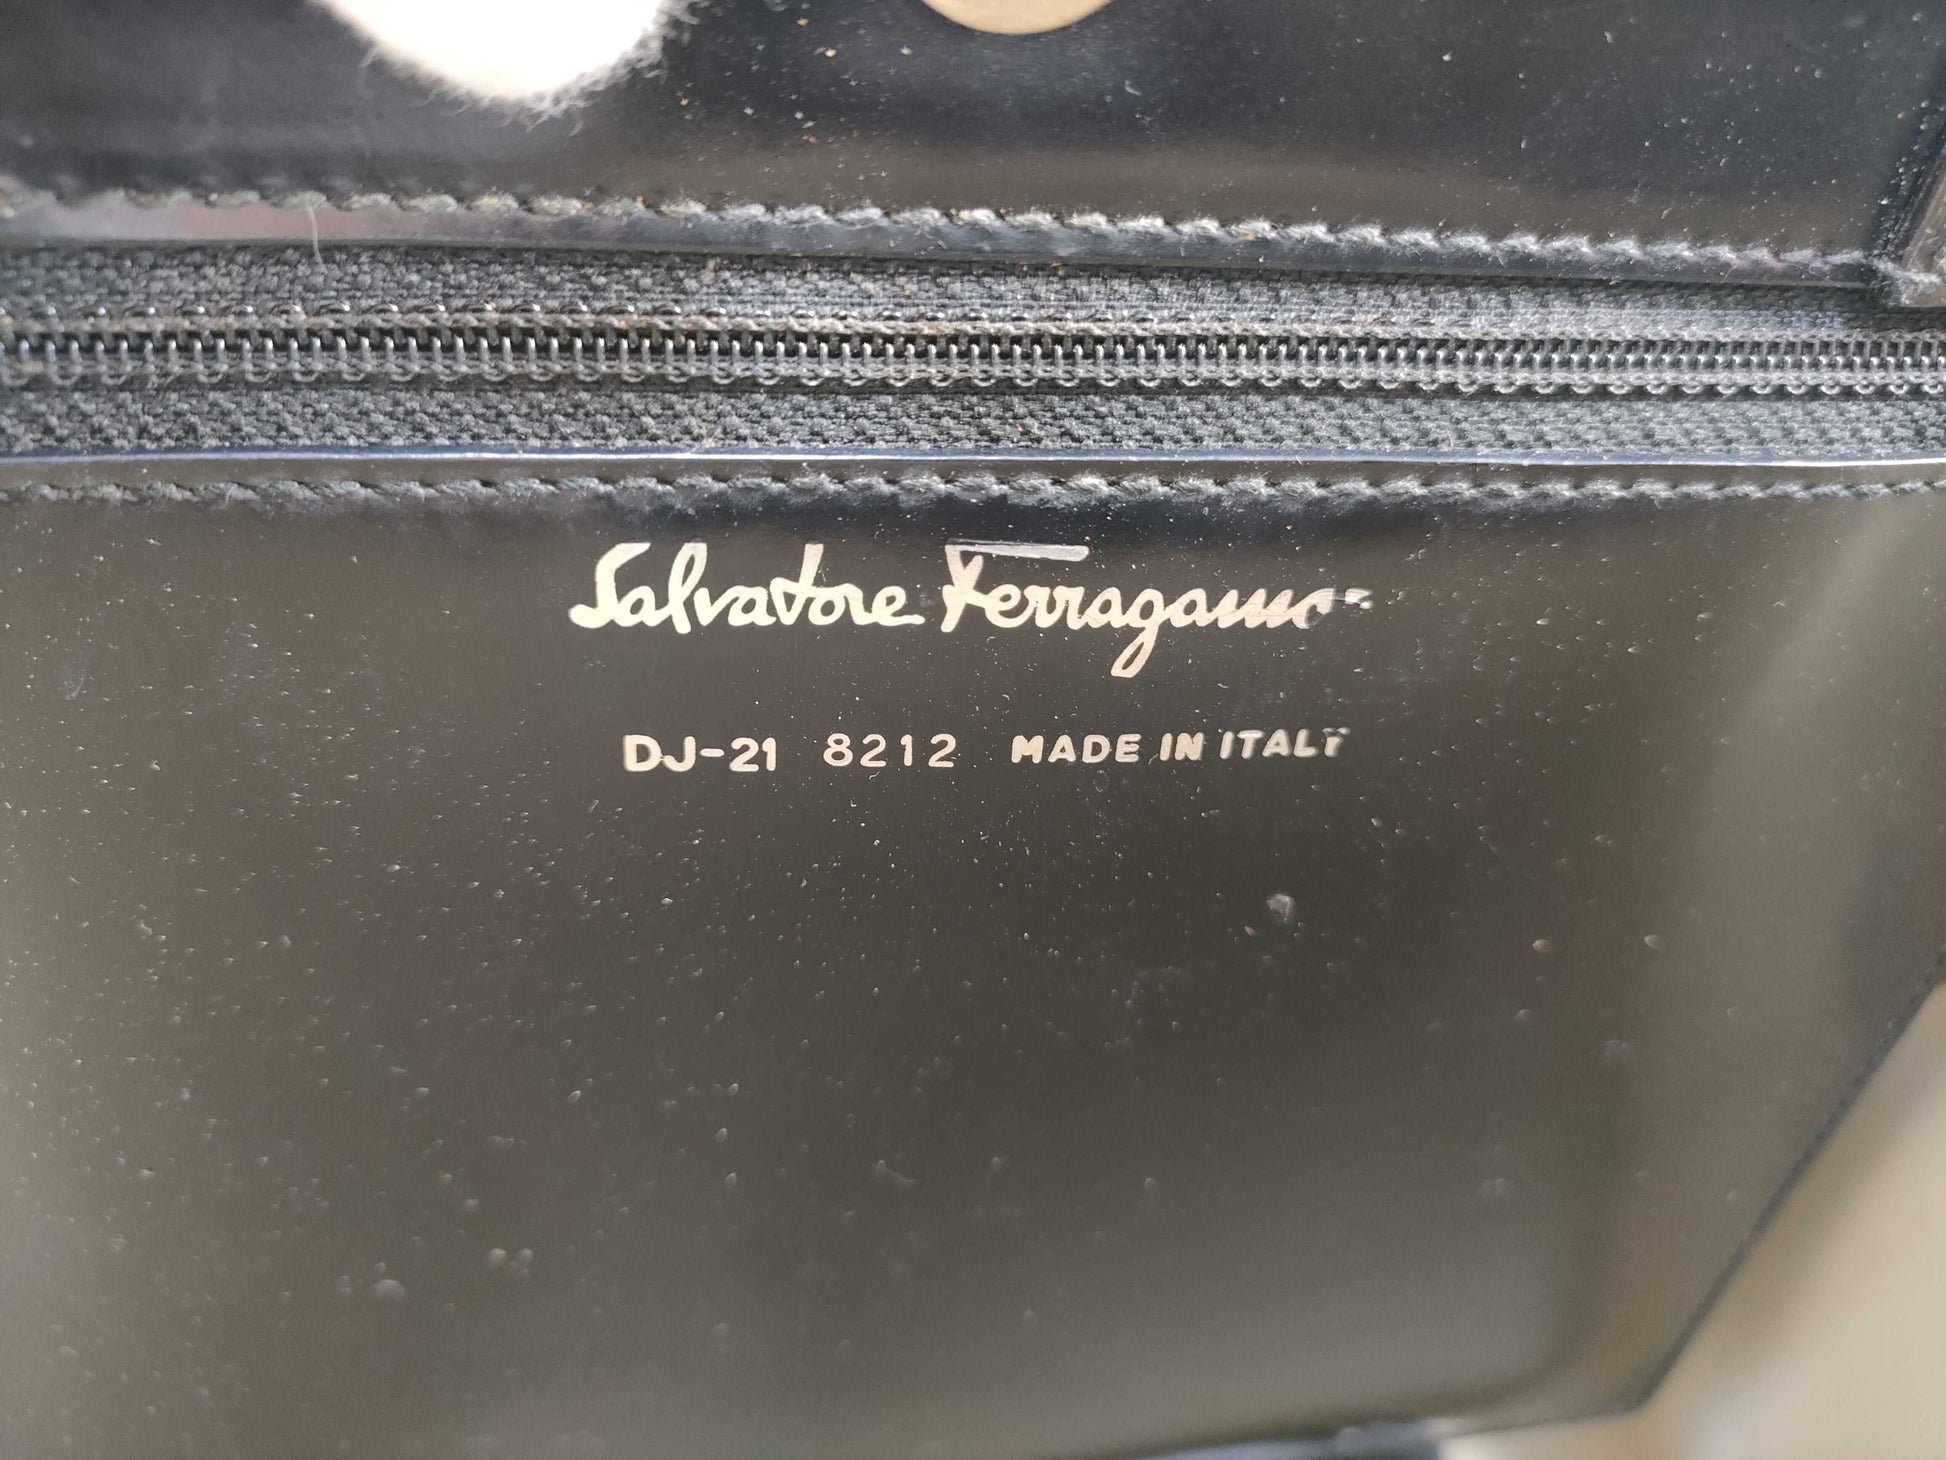 Salvatore Ferragamo
DJ-21 8212 MADE IN ITALY